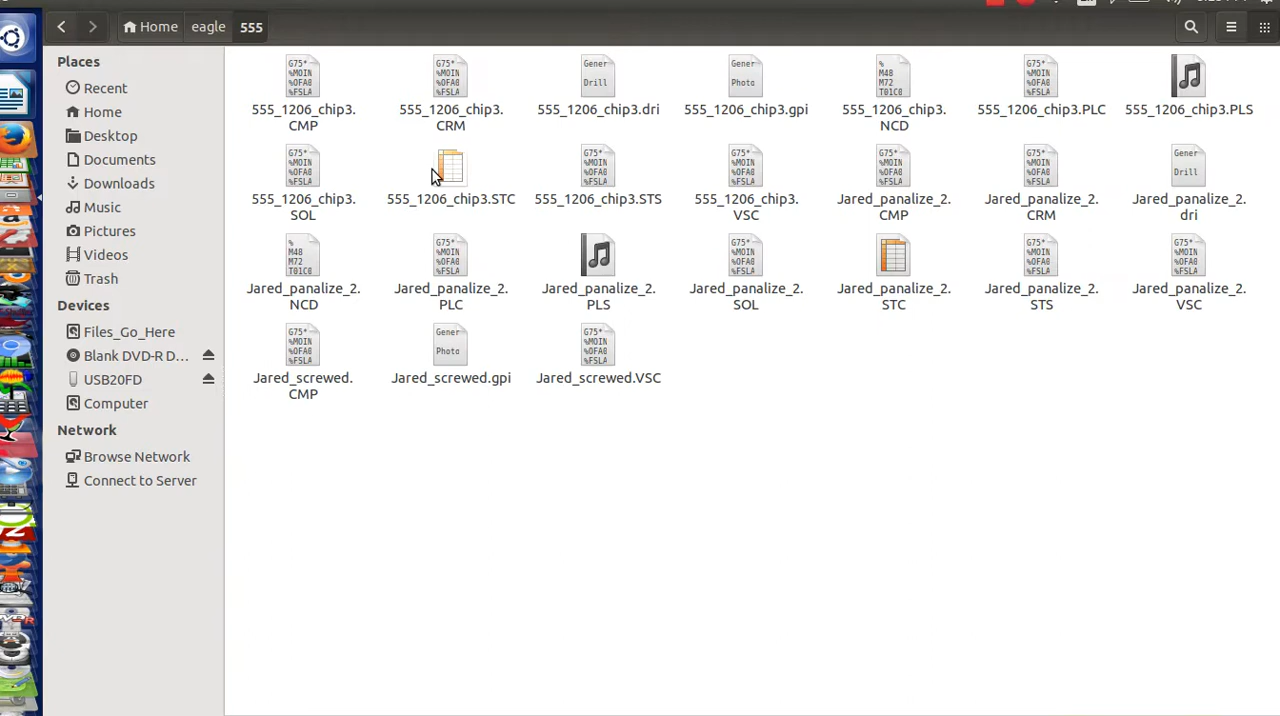 Home eagle 555
Places
Recent
Home
Desktop
Documents
Downloads
Music
Pictures
Videos
Trash
Devices
Files_Go_Here
Blank DVD-R D...
USB20FD
Computer
Network
Browse Network
Connect to Server
555_1206_chip3.
CMP
555_1206_chip3.
CRM
555_1206_chip3.dri
555_1206_chip3.gpi
555_1206_chip3.
NCD
555_1206_chip3.PLC
555_1206_chip3.PLS
555_1206_chip3.
SOL
555_1206_chip3.STC
555_1206_chip3.STS
555_1206_chip3.
VSC
Jared_panalize_2.
CMP
Jared_panalize_2.
CRM
Jared_panalize_2.
dri
Jared_panalize_2.
NCD
Jared_panalize_2.
PLC
Jared_panalize_2.
PLS
Jared_panalize_2.
SOL
Jared_panalize_2.
STC
Jared_panalize_2.
STS
Jared_panalize_2.
VSC
Jared_screwed.
CMP
Jared_screwed.gpi
Jared_screwed.VSC